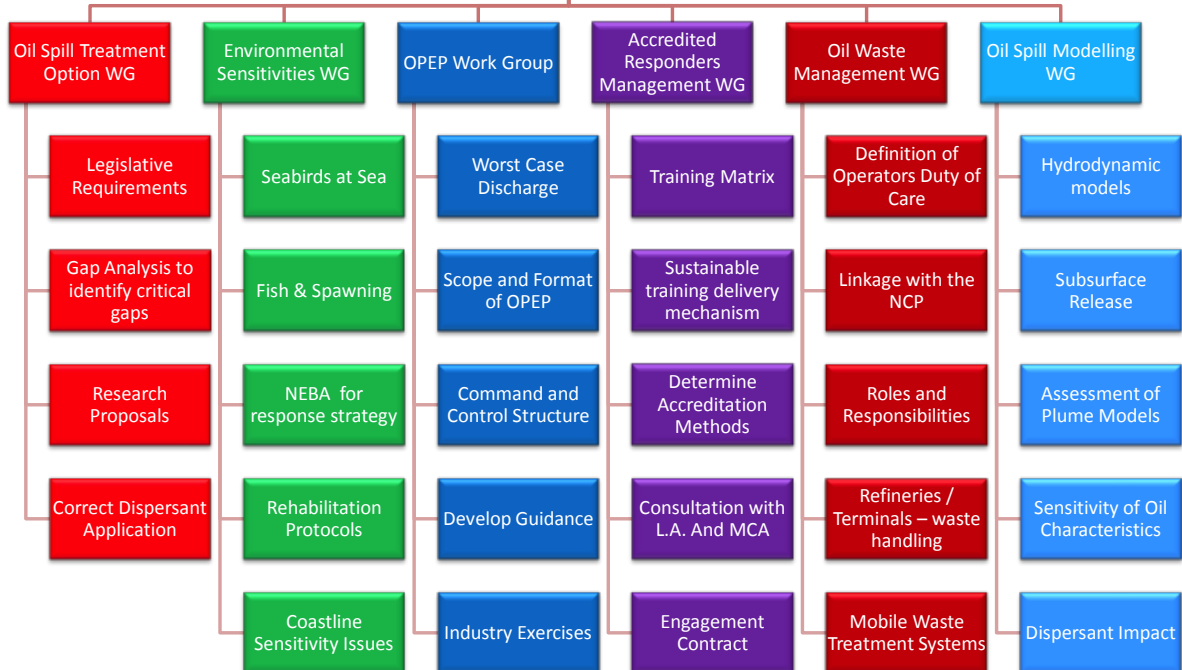 Oil Spill Treatment
Option WG
Environmental
Sensitivities WG
OPEP Work Group
Accredited
Responders
Management WG
Oil Waste
Management WG
Oil Spill Modelling
WG
Legislative
Requirements
Gap Analysis to
identify critical
gaps
Research
Proposals
Correct Dispersant
Application
Seabirds at Sea
Fish & Spawning
NEBA for
response strategy
Rehabilitation
Protocols
Coastline
Sensitivity Issues
Worst Case
Discharge
Scope and Format
of OPEP
Command and
Control Structure
Develop Guidance
Industry Exercises
Training Matrix
Sustainable
training delivery
mechanism
Determine
Accreditation
Methods
Consultation with
L.A. And MCA
Engagement
Contract
Definition of
Operators Duty of
Care
Linkage with the
NCP
Roles and
Responsibilities
Refineries /
Terminals – waste
handling
Mobile Waste
Treatment Systems
Hydrodynamic
models
Subsurface
Release
Assessment of
Plume Models
Sensitivity of Oil
Characteristics
Dispersant Impact